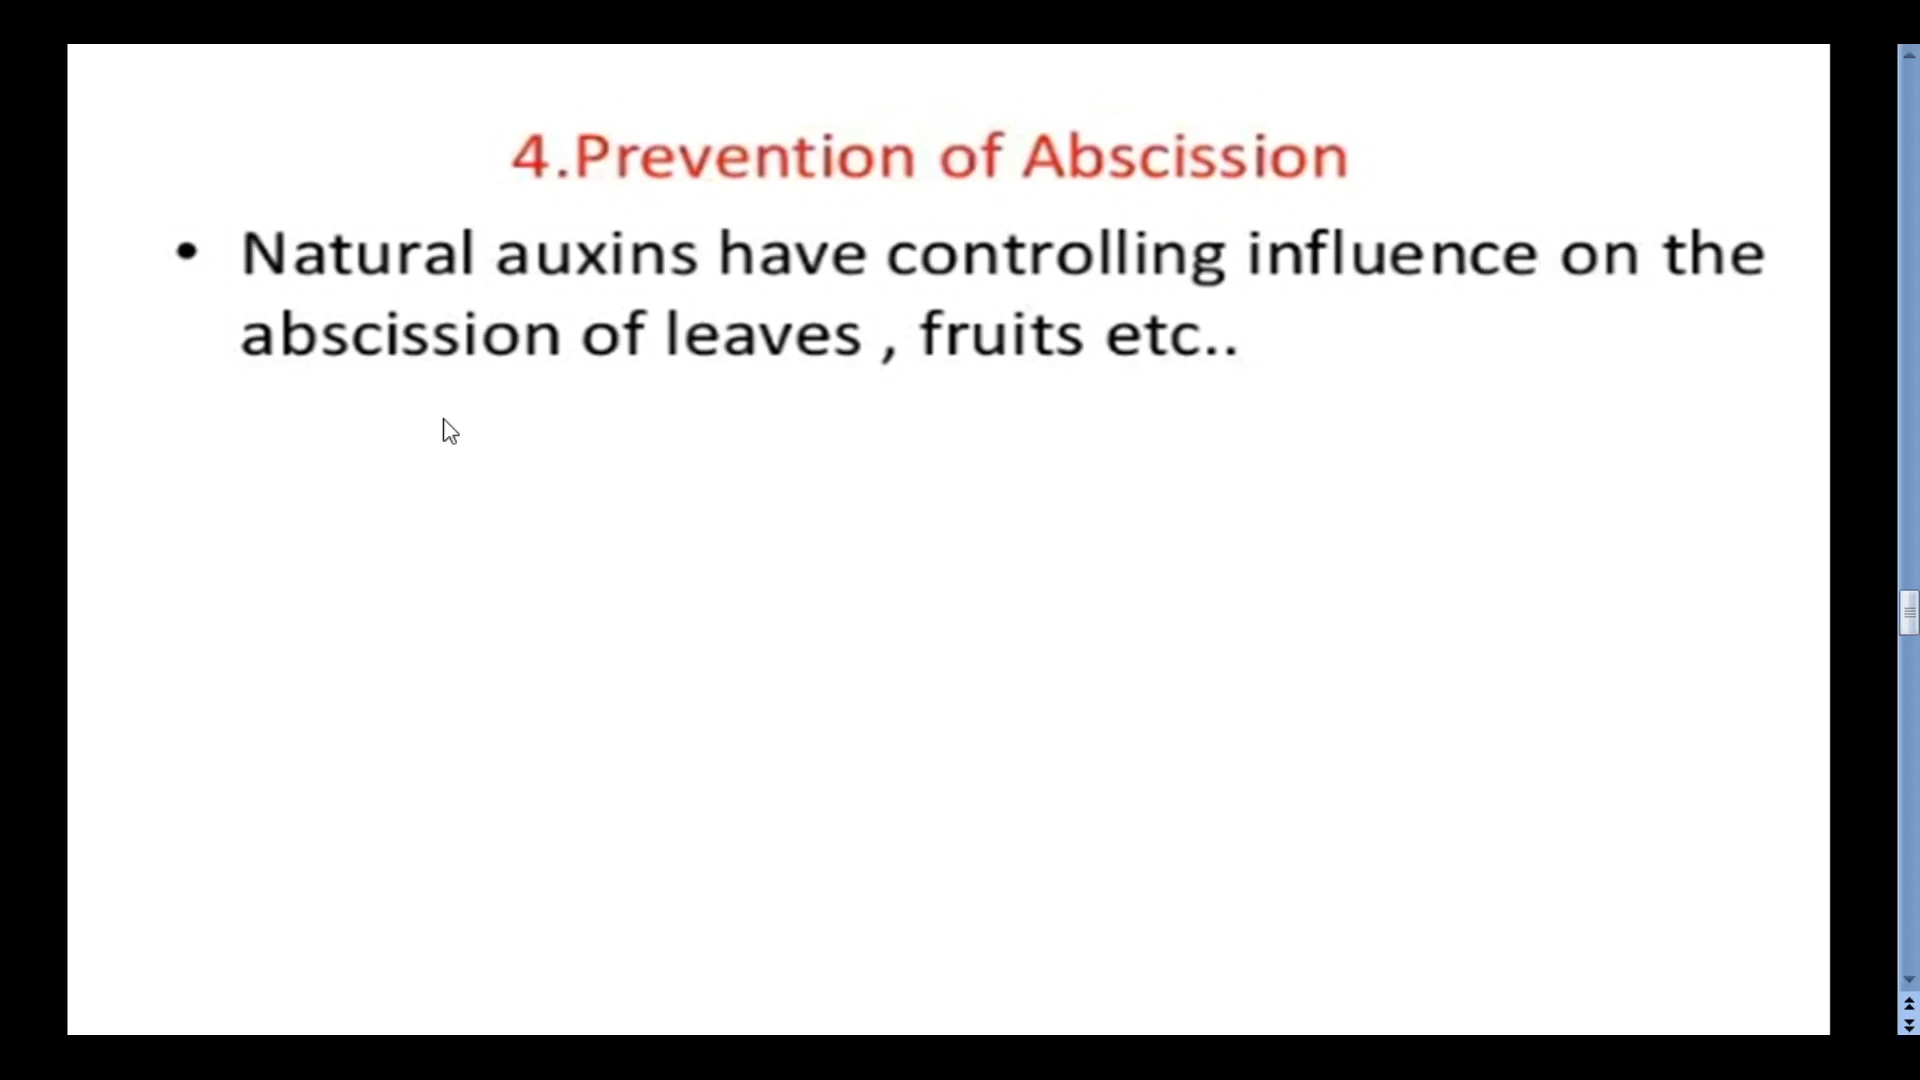 4.Prevention of Abscission
• Natural auxins have controlling influence on the
abscission of leaves , fruits etc..